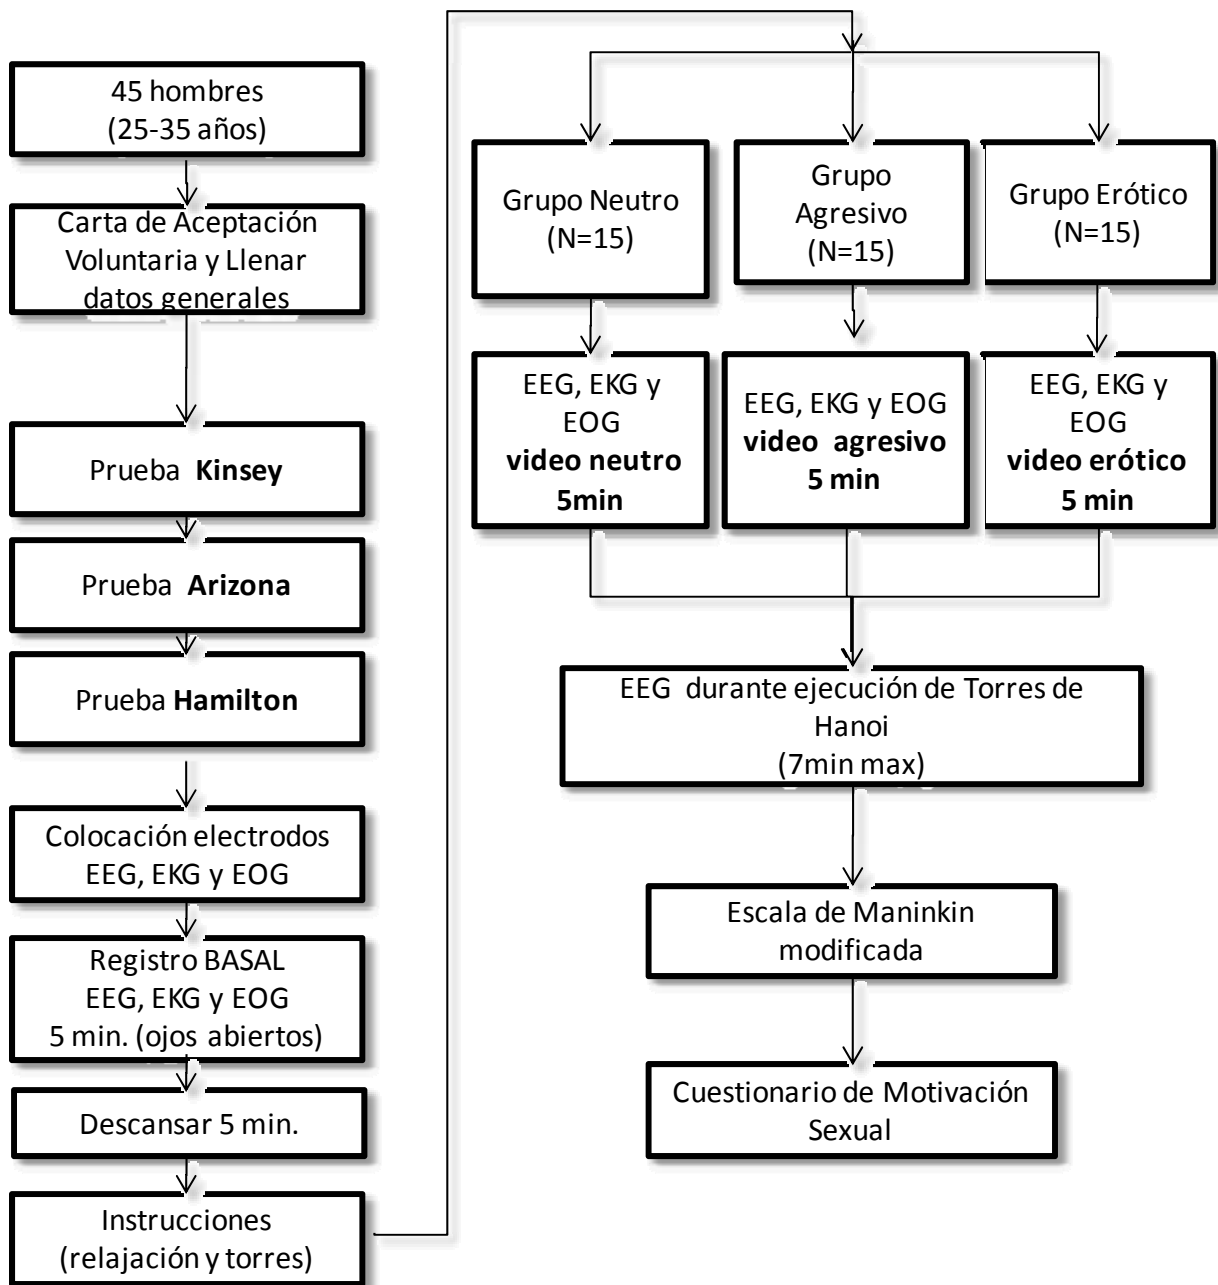 45 hombres
(25-35 años)
Carta de Aceptación
Voluntaria y Llenar
datos generales
Prueba Kinsey
Prueba Arizona
Prueba Hamilton
Colocación electrodos
EEG, EKG y EOG
Registro BASAL
EEG, EKG y EOG
5 min. (ojos abiertos)
Descansar 5 min.
Instrucciones
(relajación y torres)
Grupo Neutro
(N=15)
Grupo
Agresivo
(N=15)
Grupo Erótico
(N=15)
EEG, EKG y
EOG
video neutro
5min
EEG, EKG y EOG
video agresivo
5 min
EEG, EKG y
EOG
video erótico
5 min
EEG durante ejecución de Torres de
Hanoi
(7min max)
Escala de Maninkin
modificada
Cuestionario de Motivación
Sexual